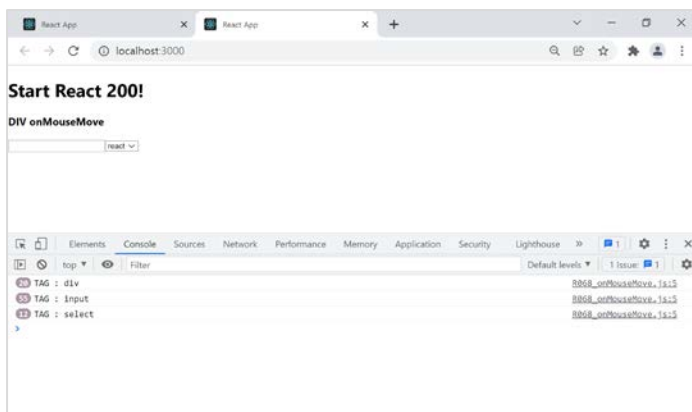 React App
React App
localhost:3000
Start React 200!
DIV onMouseMove
react
Elements Console Sources Network Performance Memory Application Security Lighthouse » 1
top Filter Default levels 1 Issue: 1
20 TAG : div R068_onMouseMove.js:5
55 TAG : input R068_onMouseMove.js:5
12 TAG : select R068_onMouseMove.js:5
>